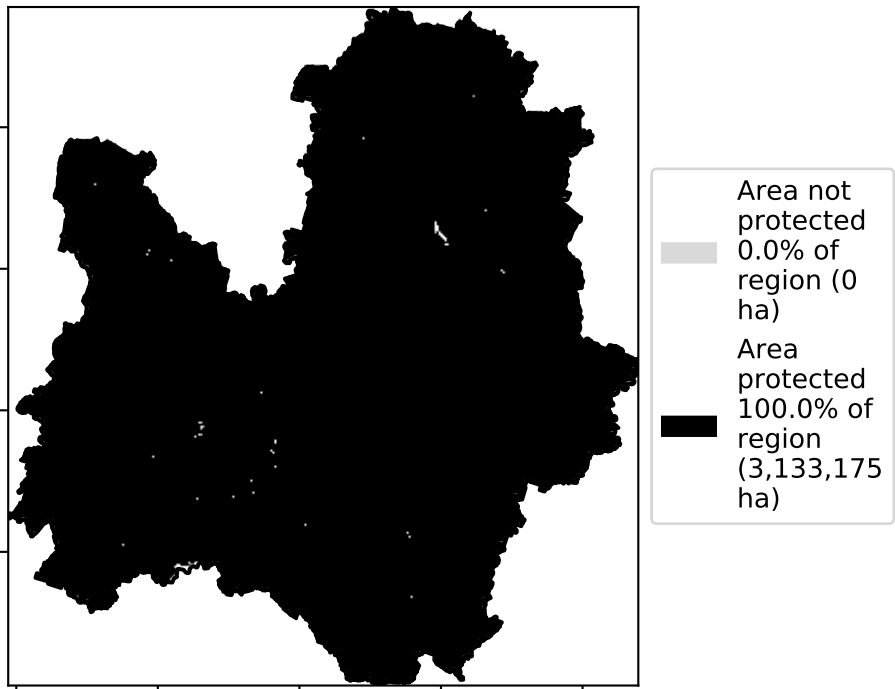 Area not
protected
0.0% of
region (0
ha)
Area
protected
100.0% of
region
(3,133,175
ha)